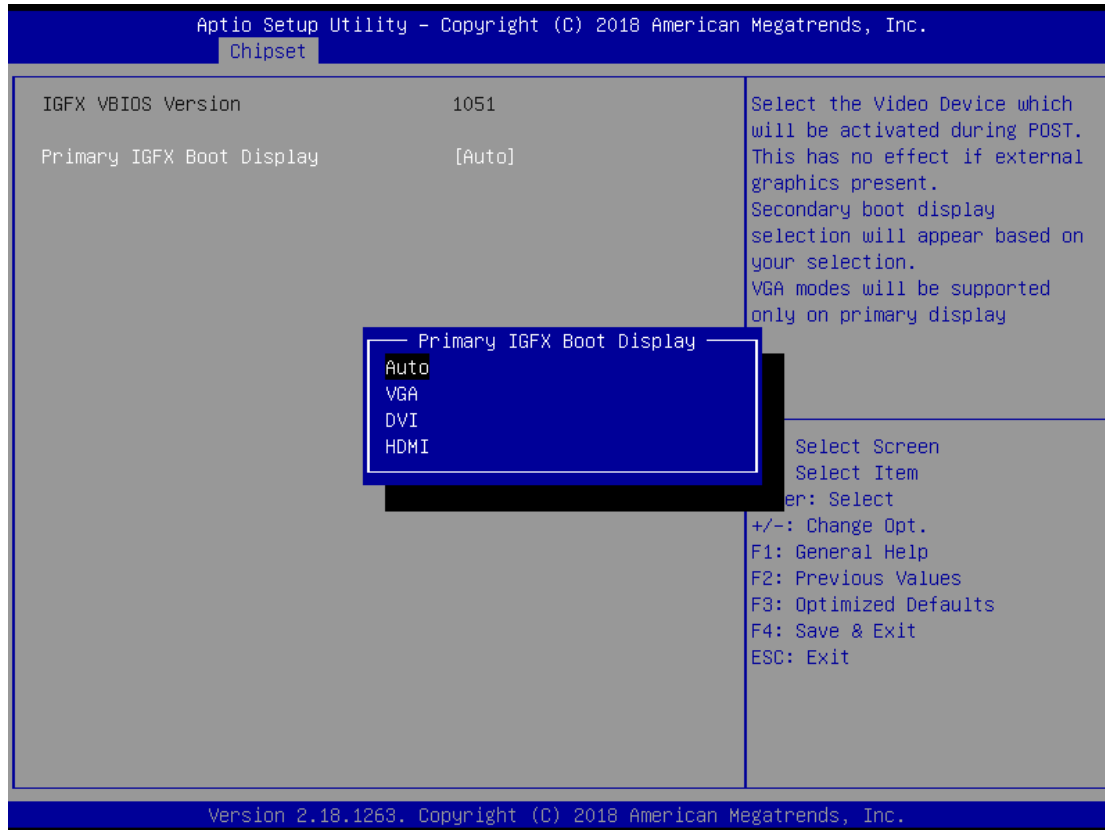 Aptio Setup Utility – Copyright (C) 2018 American Megatrends, Inc.
Chipset
IGFX VBIOS Version 1051
Primary IGFX Boot Display [Auto]
Select the Video Device which
will be activated during POST.
This has no effect if external
graphics present.
Secondary boot display
selection will appear based on
your selection.
VGA modes will be supported
only on primary display
Primary IGFX Boot Display
Auto
VGA
DVI
HDMI
Select Screen
Select Item
er: Select
+/-: Change Opt.
F1: General Help
F2: Previous Values
F3: Optimized Defaults
F4: Save & Exit
ESC: Exit
Version 2.18.1263. Copyright (C) 2018 American Megatrends, Inc.